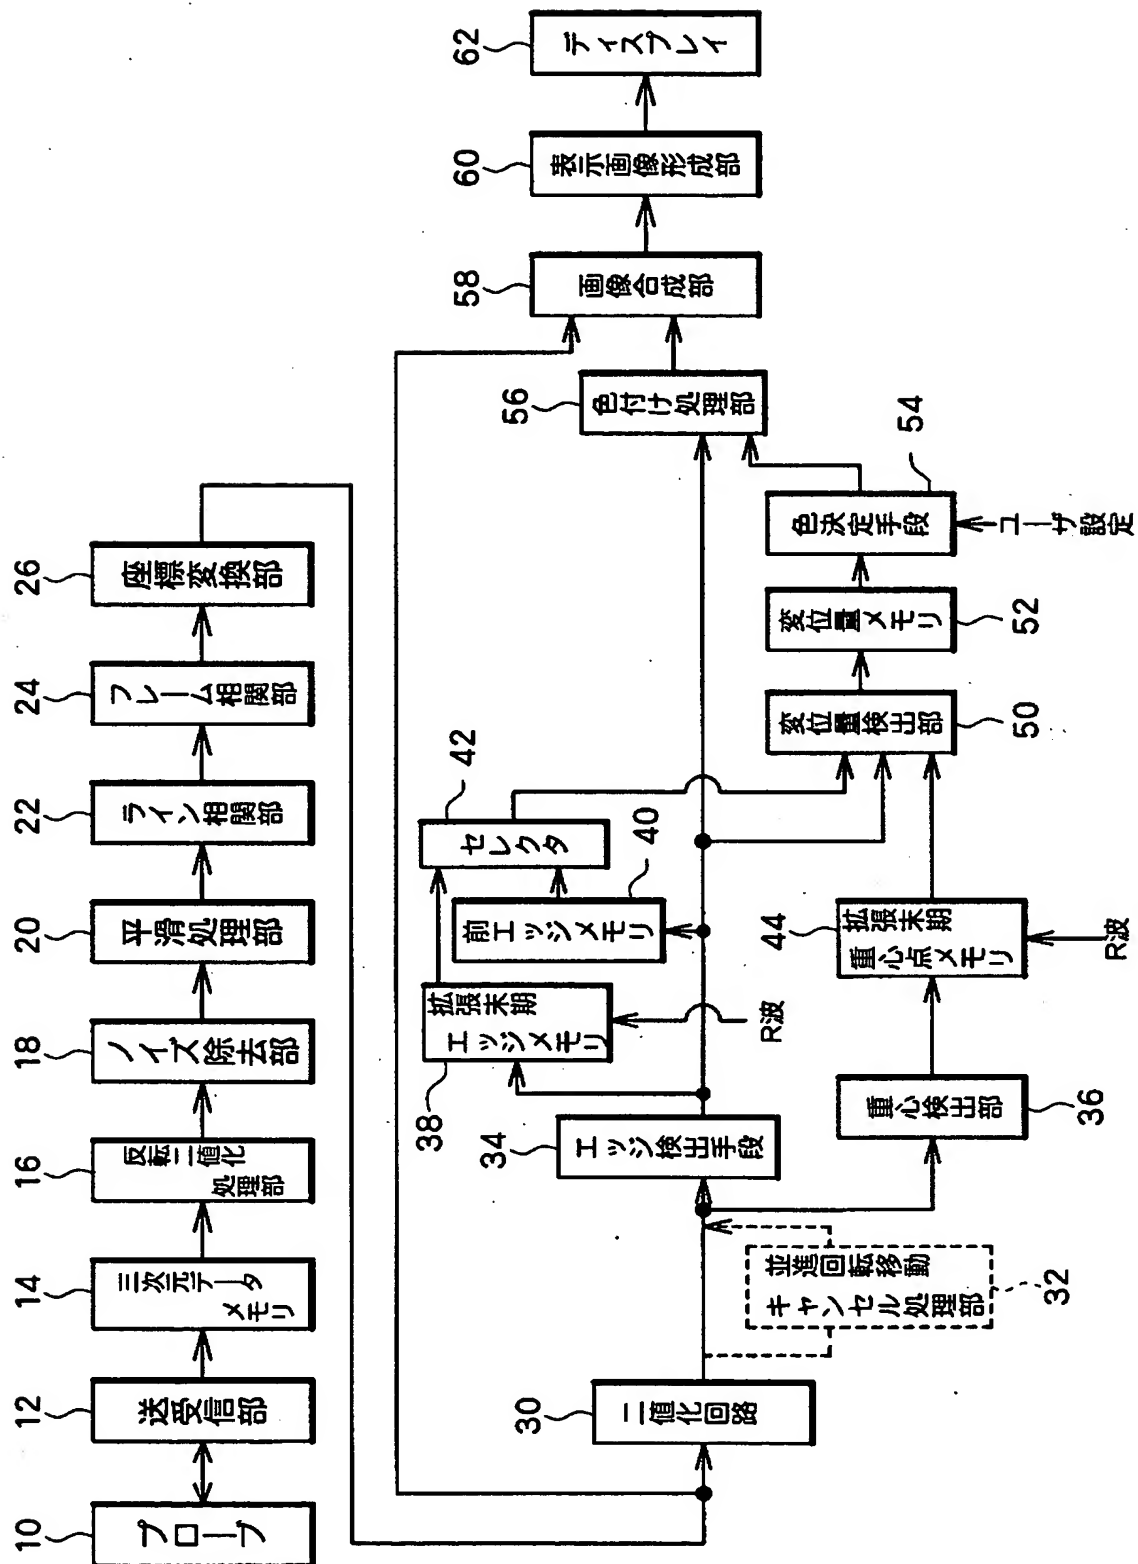 10
プローブ
12
送受信部
14
三次元データ
メモリ
16
反転二値化
処理部
18
ノイズ除去部
20
平滑処理部
22
ライン相関部
24
フレーム相関部
26
座標変換部
30
二値化回路
並進回転移動
キャンセル処理部
32
34
エッジ検出手段
36
重心検出部
38
拡張末期
エッジメモリ
R波
40
前エッジメモリ
42
セレクタ
44
拡張末期
重心点メモリ
R波
50
変位量検出部
52
変位量メモリ
54
色決定手段
ユーザ設定
56
色付け処理部
58
画像合成部
60
表示画像形成部
62
ディスプレイ